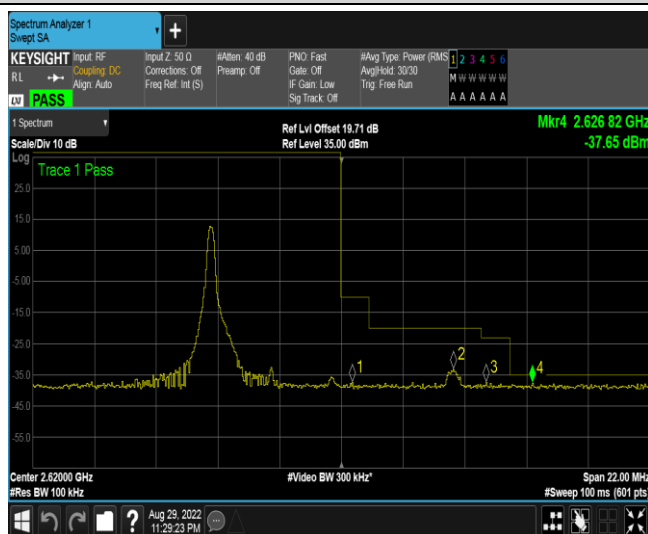 Spectrum Analyzer 1
Swept SA
+
KEYSIGHT
RL
LXI PASS
Input: RF
Coupling: DC
Align: Auto
Input Z: 50 Ω
Corrections: Off
Freq Ref: Int (S)
#Atten: 40 dB
Preamp: Off
PNO: Fast
Gate: Off
IF Gain: Low
Sig Track: Off
#Avg Type: Power (RMS
Avg|Hold: 30/30
Trig: Free Run
1 2 3 4 5 6
M W W W W W
A A A A A A
1 Spectrum
Scale/Div 10 dB
Ref Lvl Offset 19.71 dB
Ref Level 35.00 dBm
Mkr4 2.626 82 GHz
-37.65 dBm
Log
Trace 1 Pass
25.0
15.0
5.00
-5.00
-15.0
-25.0
-35.0
-45.0
-55.0
1
2
3
4
Center 2.62000 GHz
#Res BW 100 kHz
#Video BW 300 kHz*
Span 22.00 MHz
#Sweep 100 ms (601 pts)
?
Aug 29, 2022
11:29:23 PM